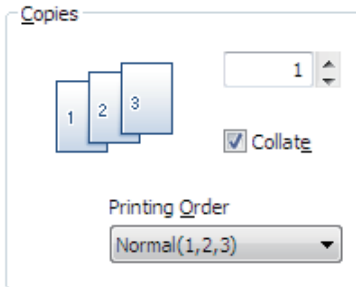 Copies
1 2 3
1
Collate
Printing Order
Normal(1,2,3)